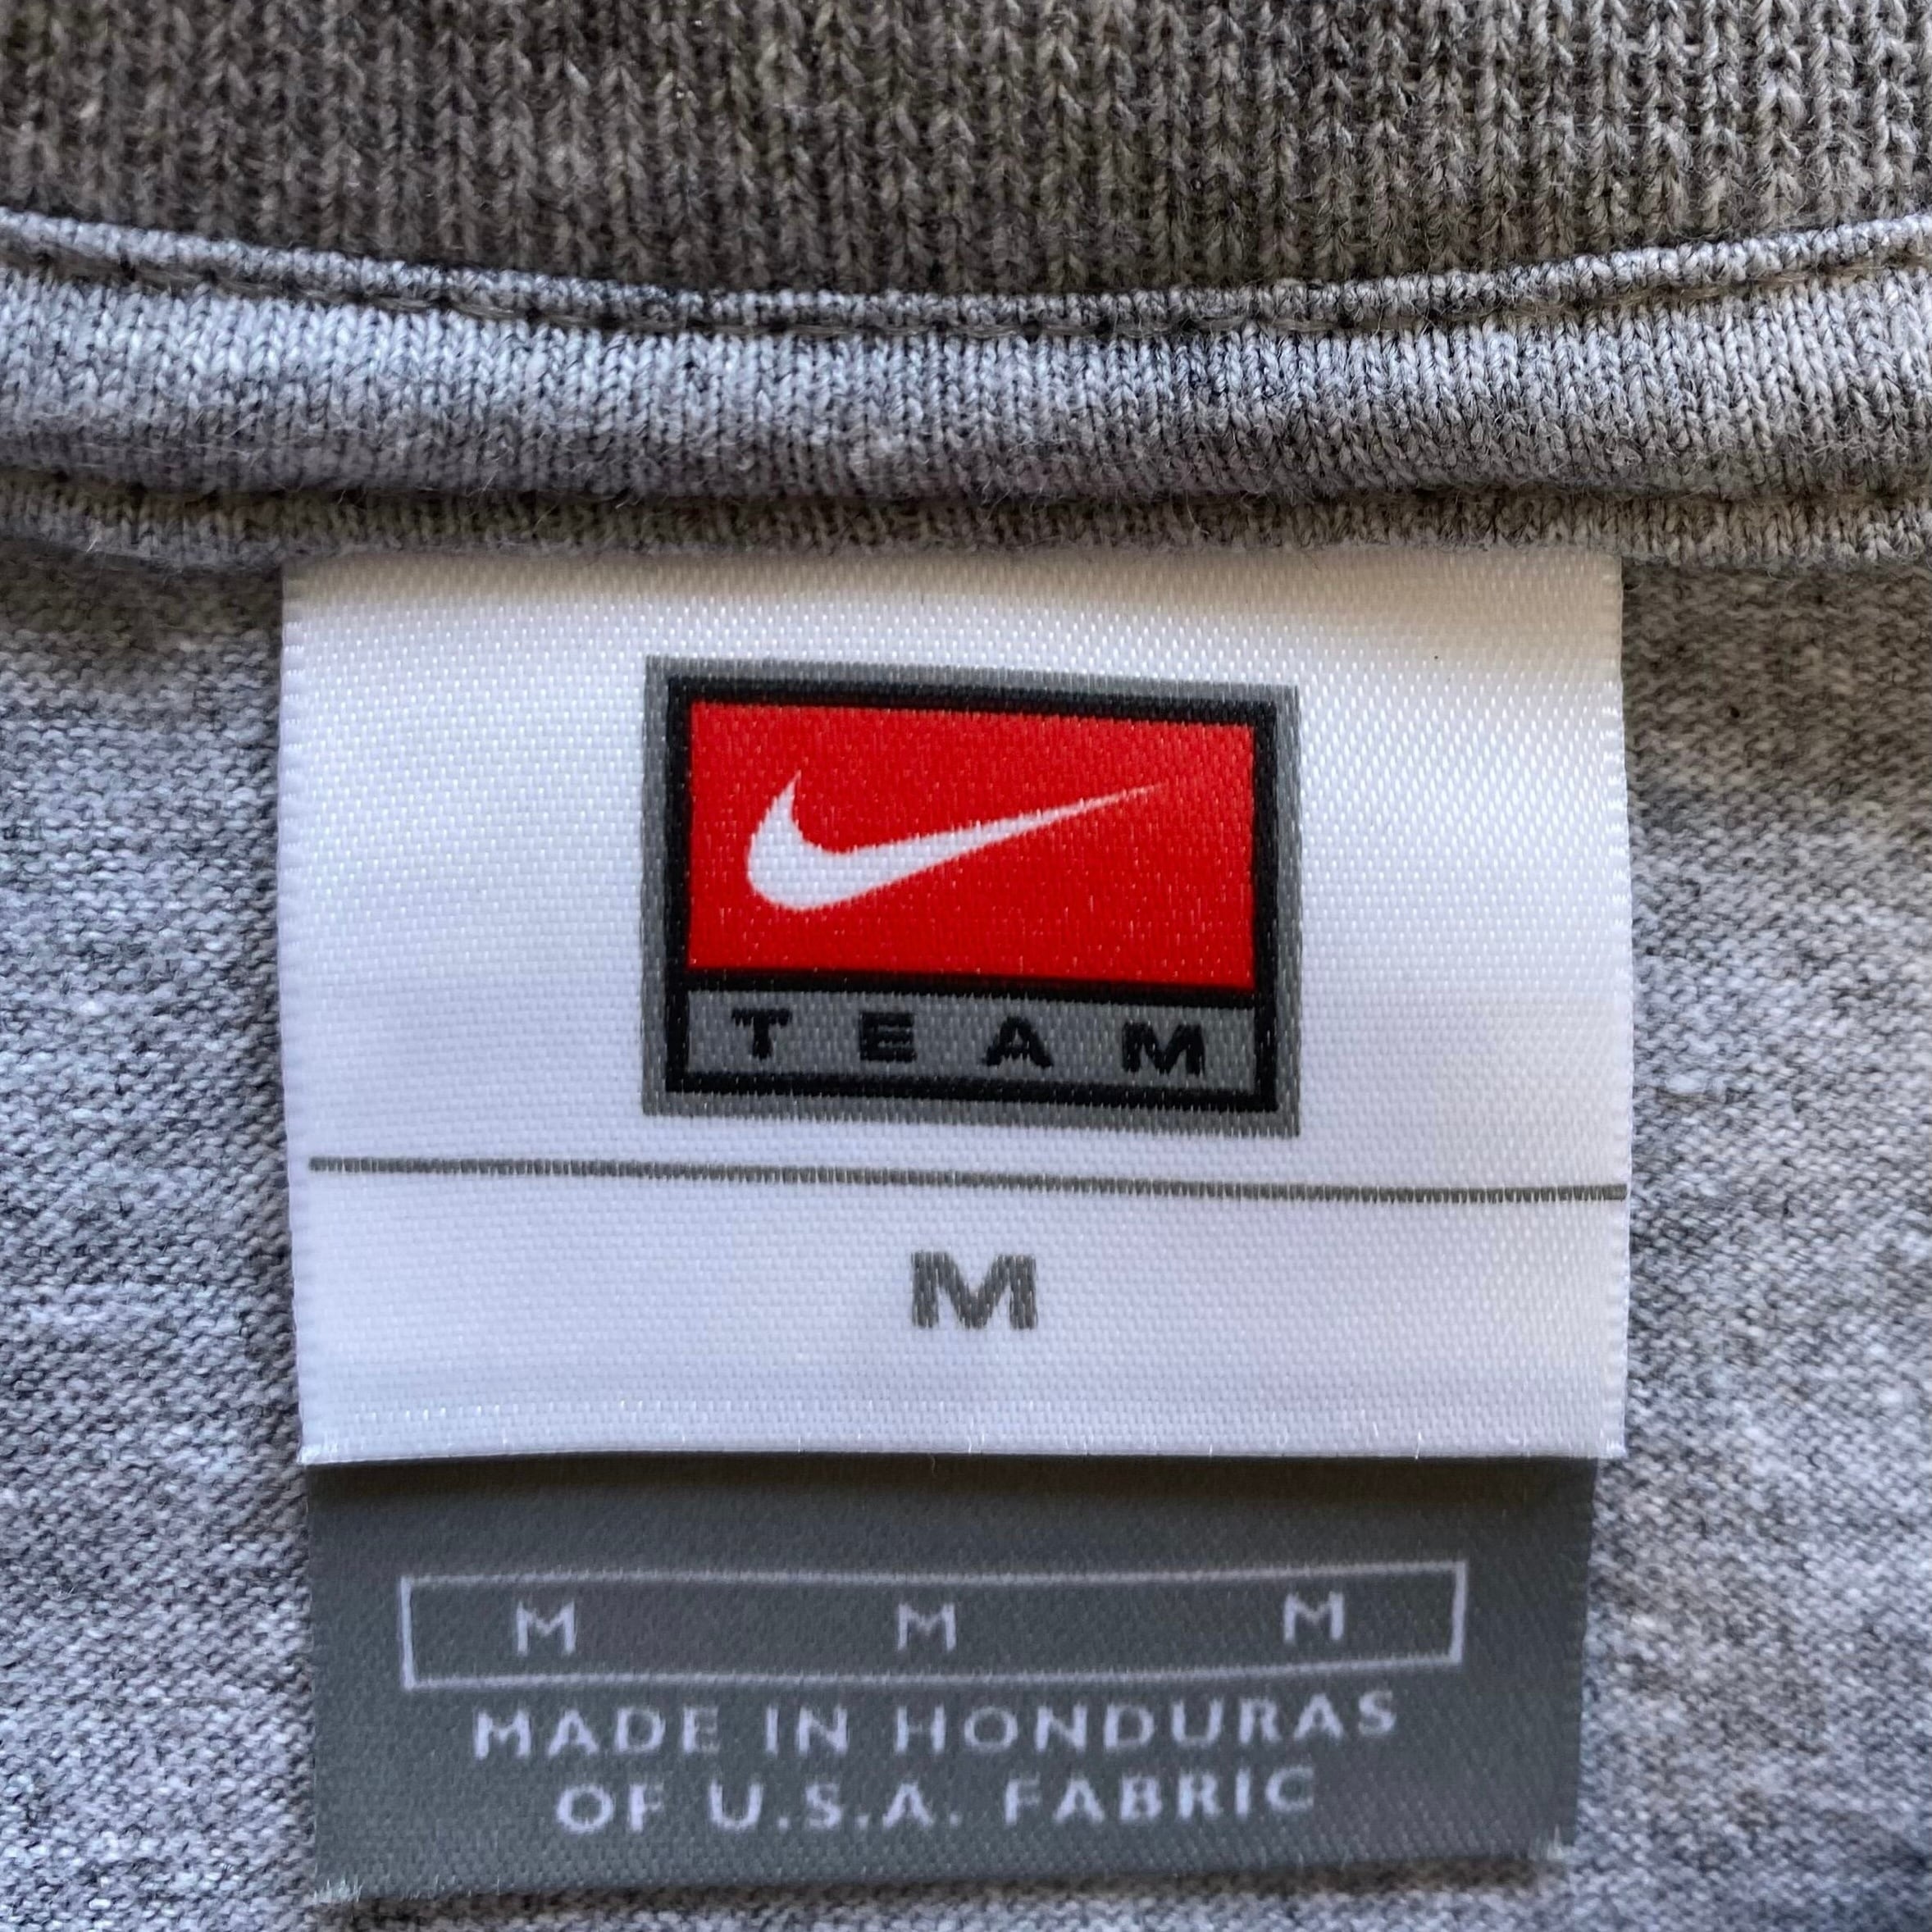 TEAM
M
M M M
MADE IN HONDURAS
OF U.S.A. FABRIC